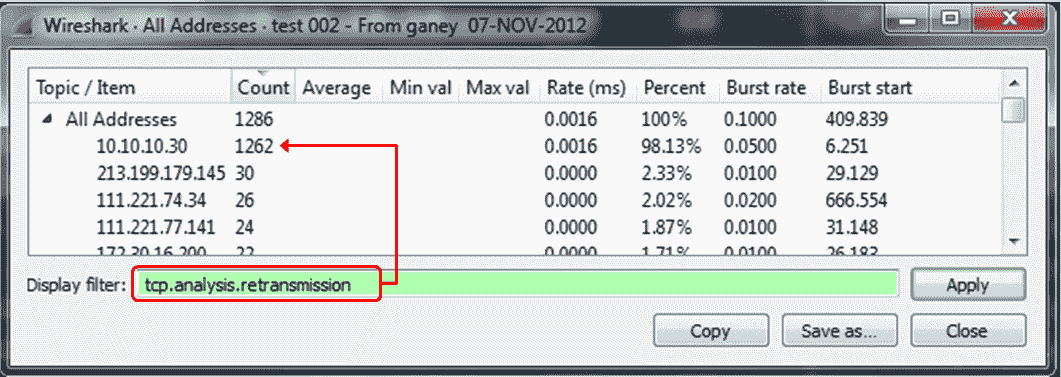 Wireshark · All Addresses · test 002 - From ganey 07-NOV-2012
Topic / Item Count Average Min val Max val Rate (ms) Percent Burst rate Burst start
All Addresses 1286 0.0016 100% 0.1000 409.839
10.10.10.30 1262 0.0016 98.13% 0.0500 6.251
213.199.179.145 30 0.0000 2.33% 0.0100 29.129
111.221.74.34 26 0.0000 2.02% 0.0200 666.554
111.221.77.141 24 0.0000 1.87% 0.0100 31.148
172.30.16.200 22 0.0000 1.71% 0.0100 26.183
Display filter: tcp.analysis.retransmission Apply
Copy Save as... Close